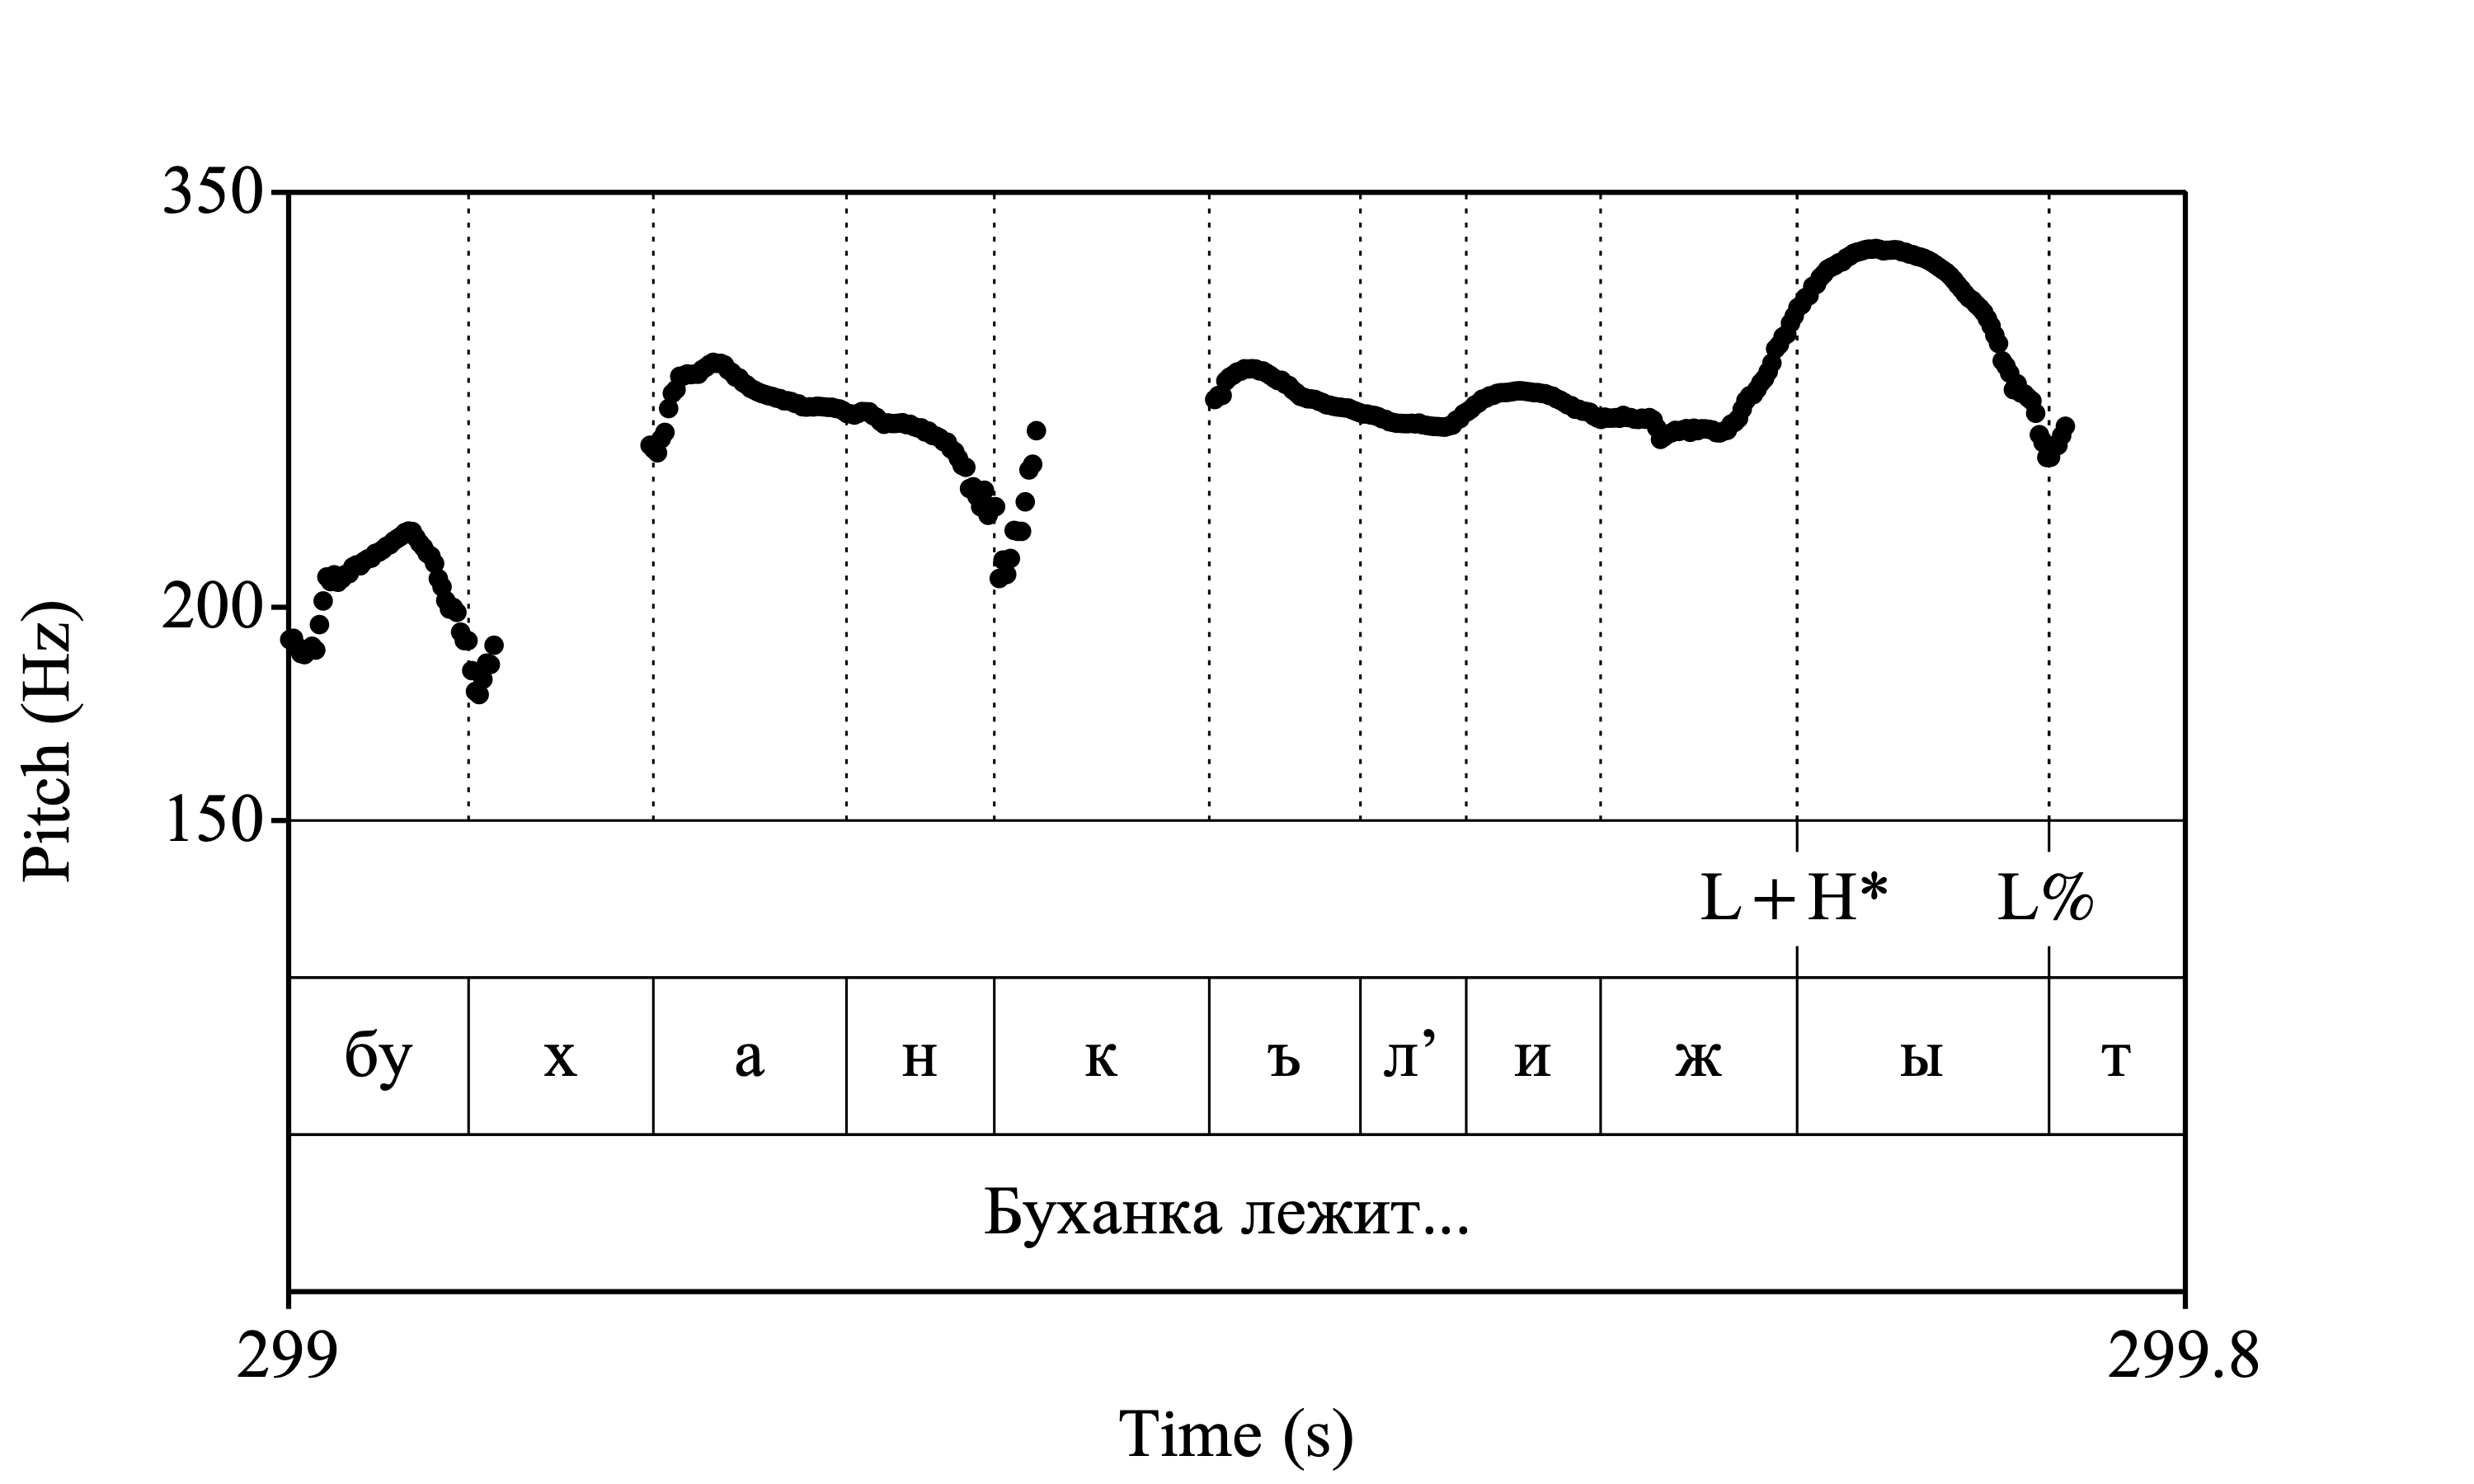 350
200
150
Pitch (Hz)
L+H* L%
бу х а н к ъ л’ и ж ы т
Буханка лежит...
299 299.8
Time (s)